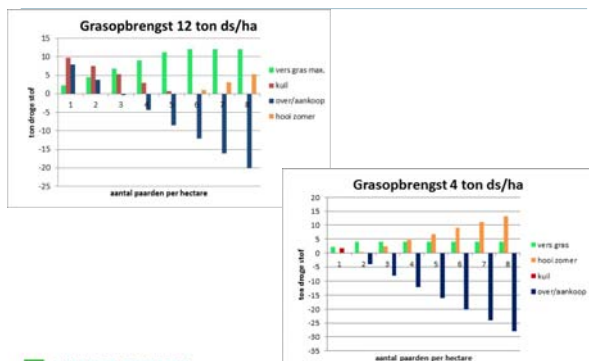 Grasopbrengst 12 ton ds/ha
ton droge stof
15
10
5
0
-5
-10
-15
-20
-25
1 2 3 4 5 6 7 8
aantal paarden per hectare
vers gras max.
kuil
over/aankoop
hooi zomer
Grasopbrengst 4 ton ds/ha
ton droge stof
20
15
10
5
0
-5
-10
-15
-20
-25
-30
-35
1 2 3 4 5 6 7 8
aantal paarden per hectare
vers gras
hooi zomer
kuil
over/aankoop